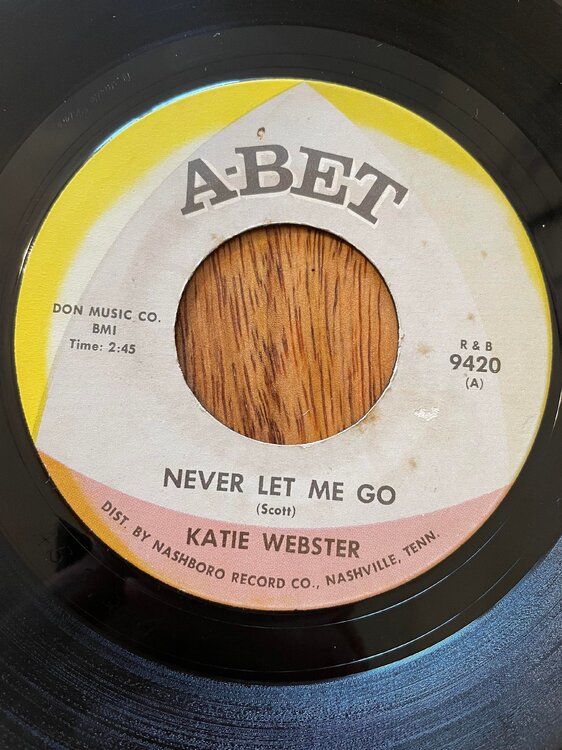 A-BET
DON MUSIC CO.
BMI
Time: 2:45
R & B
9420
(A)
NEVER LET ME GO
(Scott)
KATIE WEBSTER
DIST. BY NASHBORO RECORD CO., NASHVILLE, TENN.